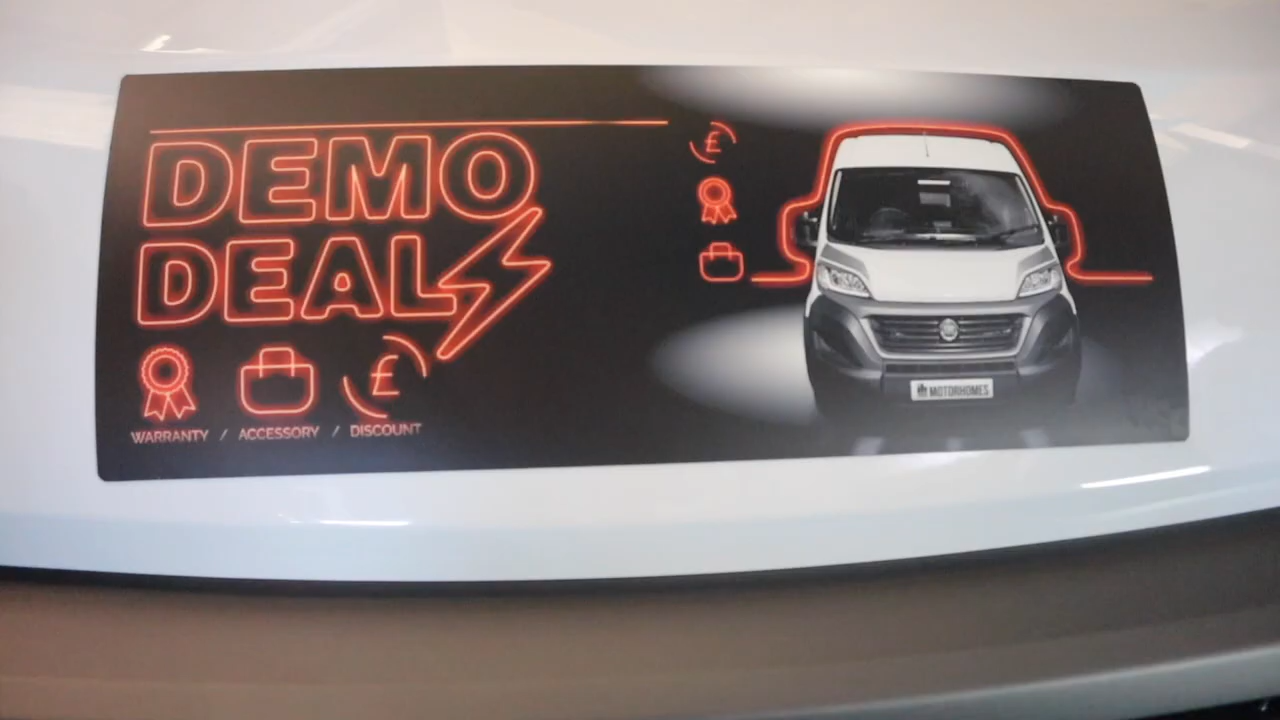 DEMO
DEAL
£
WARRANTY / ACCESSORY / DISCOUNT
£
MOTORHOMES